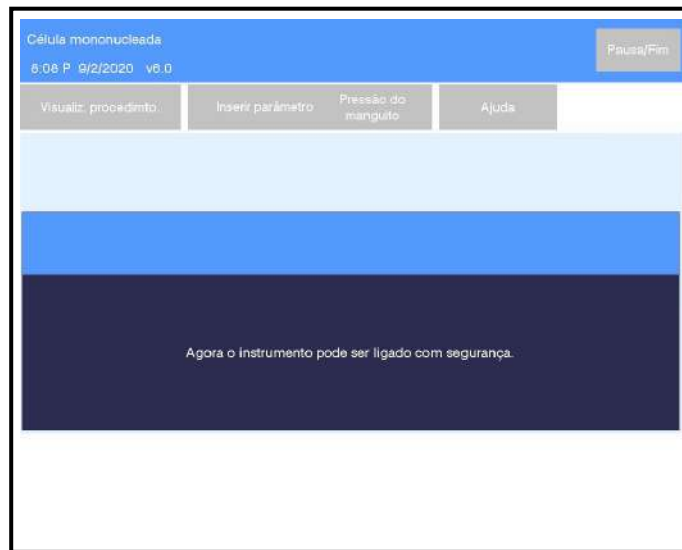 Célula mononucleada
Pausa/Fim
6:08 P 9/2/2020 v6.0
Visualiz. procedimto.
Inserir parâmetro
Pressão do
manguito
Ajuda
Agora o instrumento pode ser ligado com segurança.